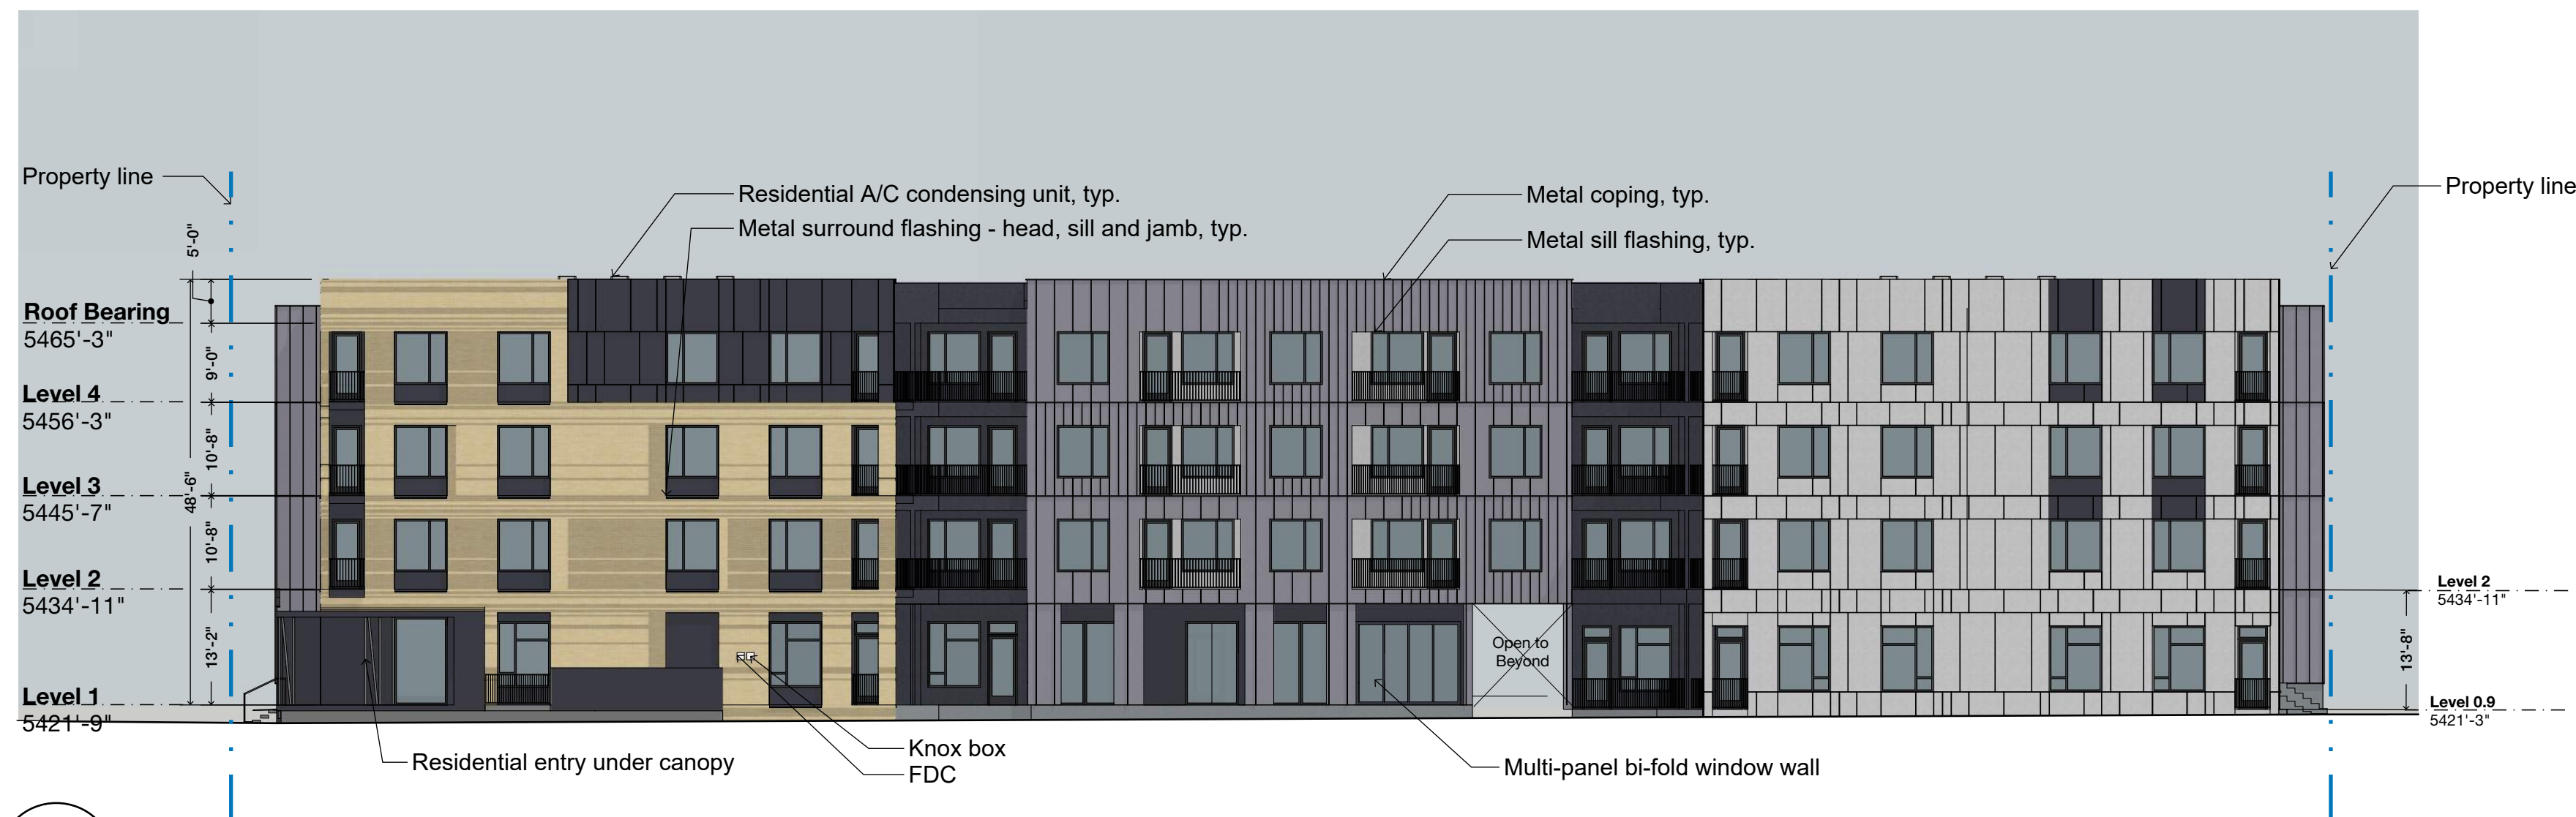 Property line
Residential A/C condensing unit, typ.
Metal surround flashing - head, sill and jamb, typ.
Metal coping, typ.
Metal sill flashing, typ.
Property line
5'-0"
Roof Bearing
5465'-3"
9'-0"
Level 4
5456'-3"
10'-8"
48'-6"
Level 3
5445'-7"
10'-8"
Level 2
5434'-11"
13'-2"
Level 1
5421'-9"
Open to
Beyond
Level 2
5434'-11"
13'-8"
Level 0.9
5421'-3"
Residential entry under canopy
Knox box
FDC
Multi-panel bi-fold window wall